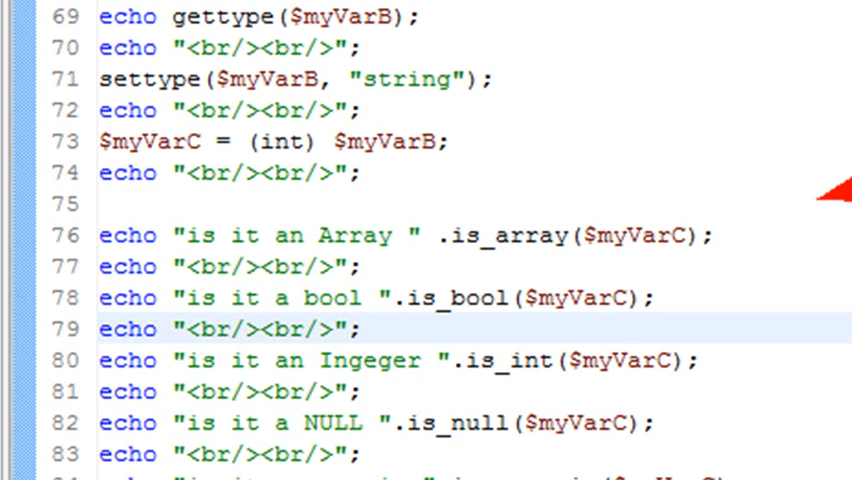 69 echo gettype($myVarB);
70 echo "<br/><br/>";
71 settype($myVarB, "string");
72 echo "<br/><br/>";
73 $myVarC = (int) $myVarB;
74 echo "<br/><br/>";
75
76 echo "is it an Array " .is_array($myVarC);
77 echo "<br/><br/>";
78 echo "is it a bool ".is_bool($myVarC);
79 echo "<br/><br/>";
80 echo "is it an Ingeger ".is_int($myVarC);
81 echo "<br/><br/>";
82 echo "is it a NULL ".is_null($myVarC);
83 echo "<br/><br/>";